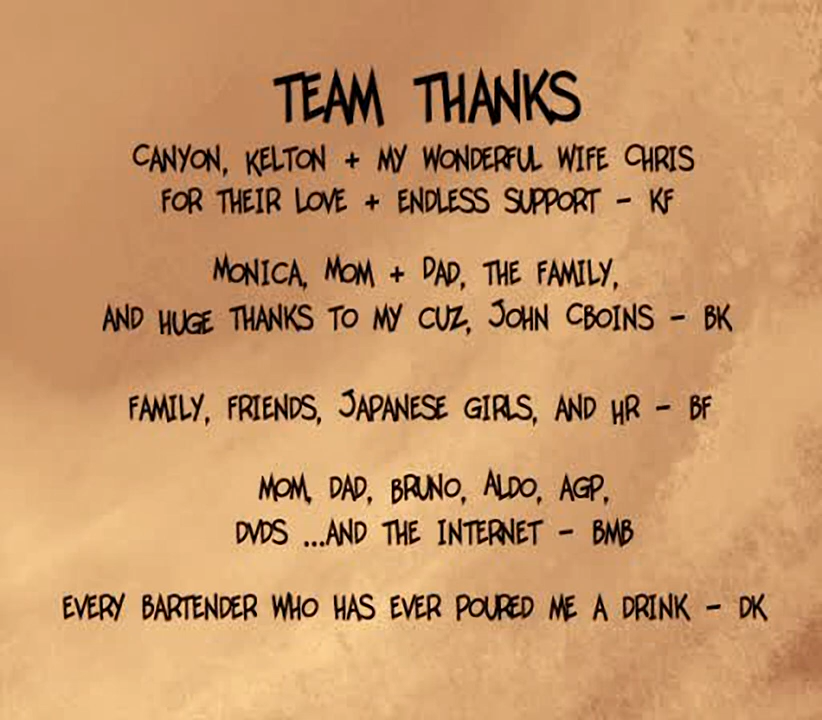 TEAM THANKS
CANYON, KELTON + MY WONDERFUL WIFE CHRIS
FOR THEIR LOVE + ENDLESS SUPPORT - KF
MONICA, MOM + DAD, THE FAMILY,
AND HUGE THANKS TO MY CUZ, JOHN CBOINS - BK
FAMILY, FRIENDS, JAPANESE GIRLS, AND HR - BF
MOM, DAD, BRUNO, ALDO, AGP,
DVDS ...AND THE INTERNET - BMB
EVERY BARTENDER WHO HAS EVER POURED ME A DRINK - DK